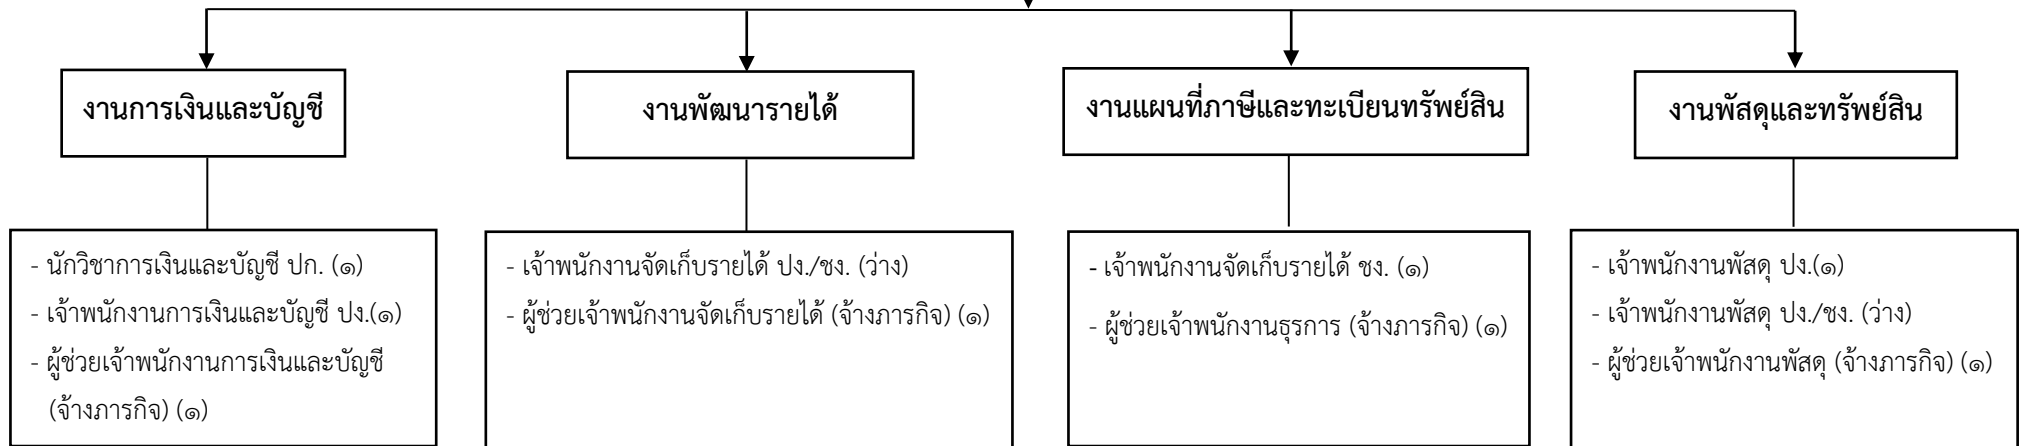 งานการเงินและบัญชี
งานพัฒนารายได้
งานแผนที่ภาษีและทะเบียนทรัพย์สิน
งานพัสดุและทรัพย์สิน
- นักวิชาการเงินและบัญชี ปก. (๑)
- เจ้าพนักงานการเงินและบัญชี ปง.(๑)
- ผู้ช่วยเจ้าพนักงานการเงินและบัญชี
(จ้างภารกิจ) (๑)
- เจ้าพนักงานจัดเก็บรายได้ ปง./ชง. (ว่าง)
- ผู้ช่วยเจ้าพนักงานจัดเก็บรายได้ (จ้างภารกิจ) (๑)
- เจ้าพนักงานจัดเก็บรายได้ ชง. (๑)
- ผู้ช่วยเจ้าพนักงานธุรการ (จ้างภารกิจ) (๑)
- เจ้าพนักงานพัสดุ ปง.(๑)
- เจ้าพนักงานพัสดุ ปง./ชง. (ว่าง)
- ผู้ช่วยเจ้าพนักงานพัสดุ (จ้างภารกิจ) (๑)